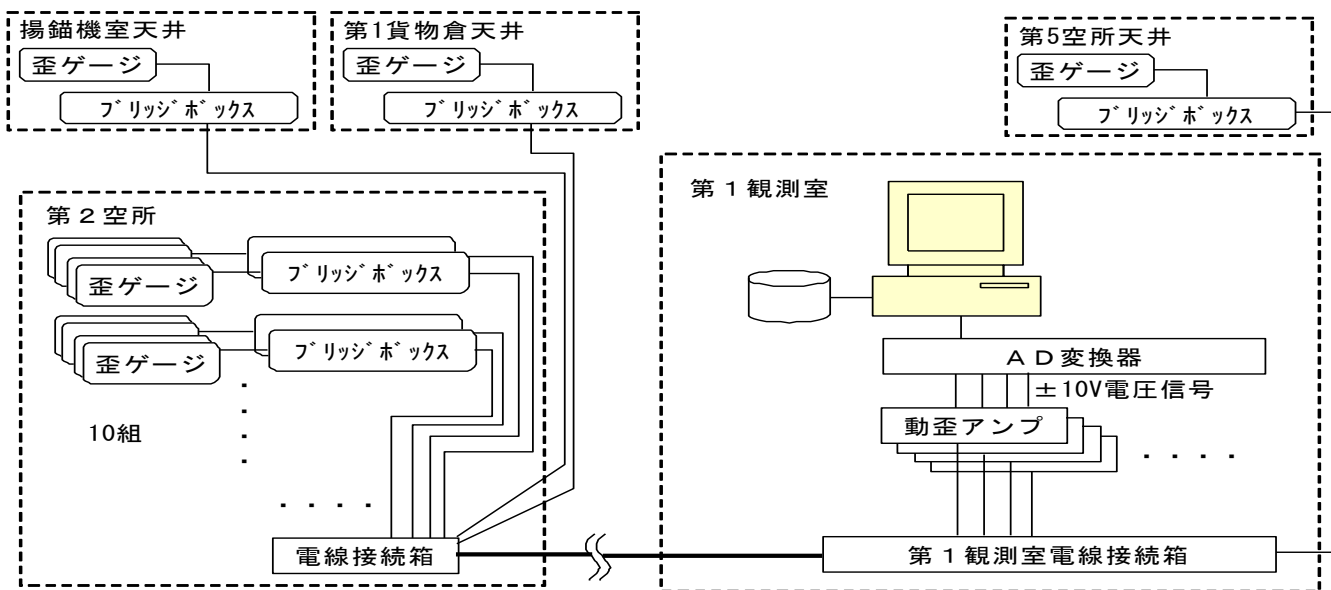 揚錨機室天井
歪ゲージ
ブリッジボックス
第1貨物倉天井
歪ゲージ
ブリッジボックス
第5空所天井
歪ゲージ
ブリッジボックス
第２空所
歪ゲージ
ブリッジボックス
歪ゲージ
ブリッジボックス
10組
・・・・
電線接続箱
第１観測室
ＡＤ変換器
±10V電圧信号
動歪アンプ
・・・・
第１観測室電線接続箱